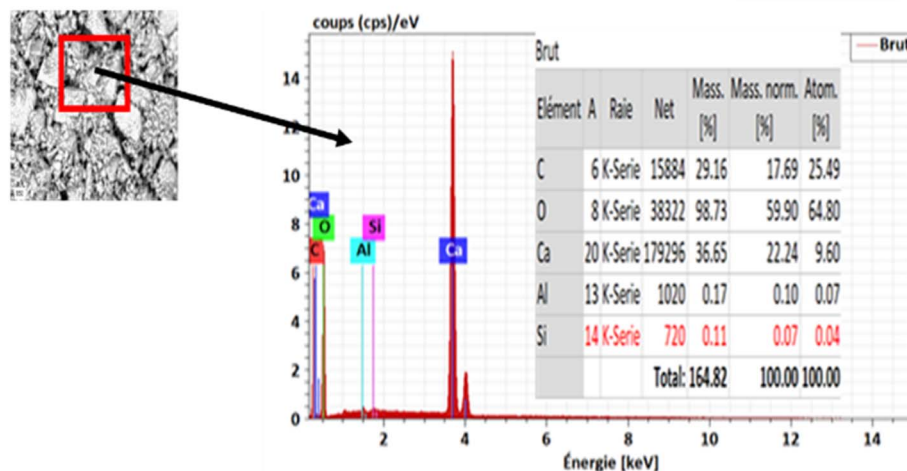 coups (cps)/eV
Brut
Brut
Elément A Raie Net Mass. [%] Mass. norm. [%] Atom. [%]
C 6 K-Serie 15884 29.16 17.69 25.49
O 8 K-Serie 38322 98.73 59.90 64.80
Ca 20 K-Serie 179296 36.65 22.24 9.60
Al 13 K-Serie 1020 0.17 0.10 0.07
Si 14 K-Serie 720 0.11 0.07 0.04
Total: 164.82 100.00 100.00
14
12
10
8
6
4
2
0
Ca
O
Si
C
Al
Ca
2 4 6 8 10 12 14
Énergie [keV]